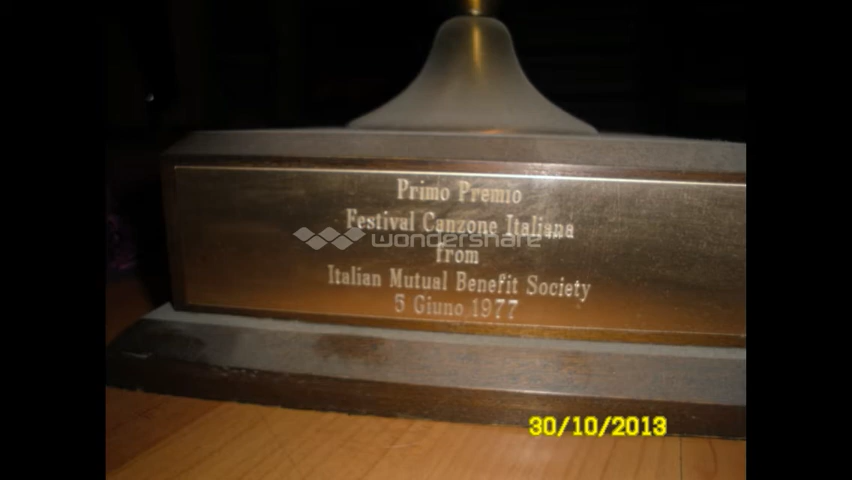 Primo Premio
Festival Canzone Italiana
wondershare
from
Italian Mutual Benefit Society
5 Giuno 1977
30/10/2013